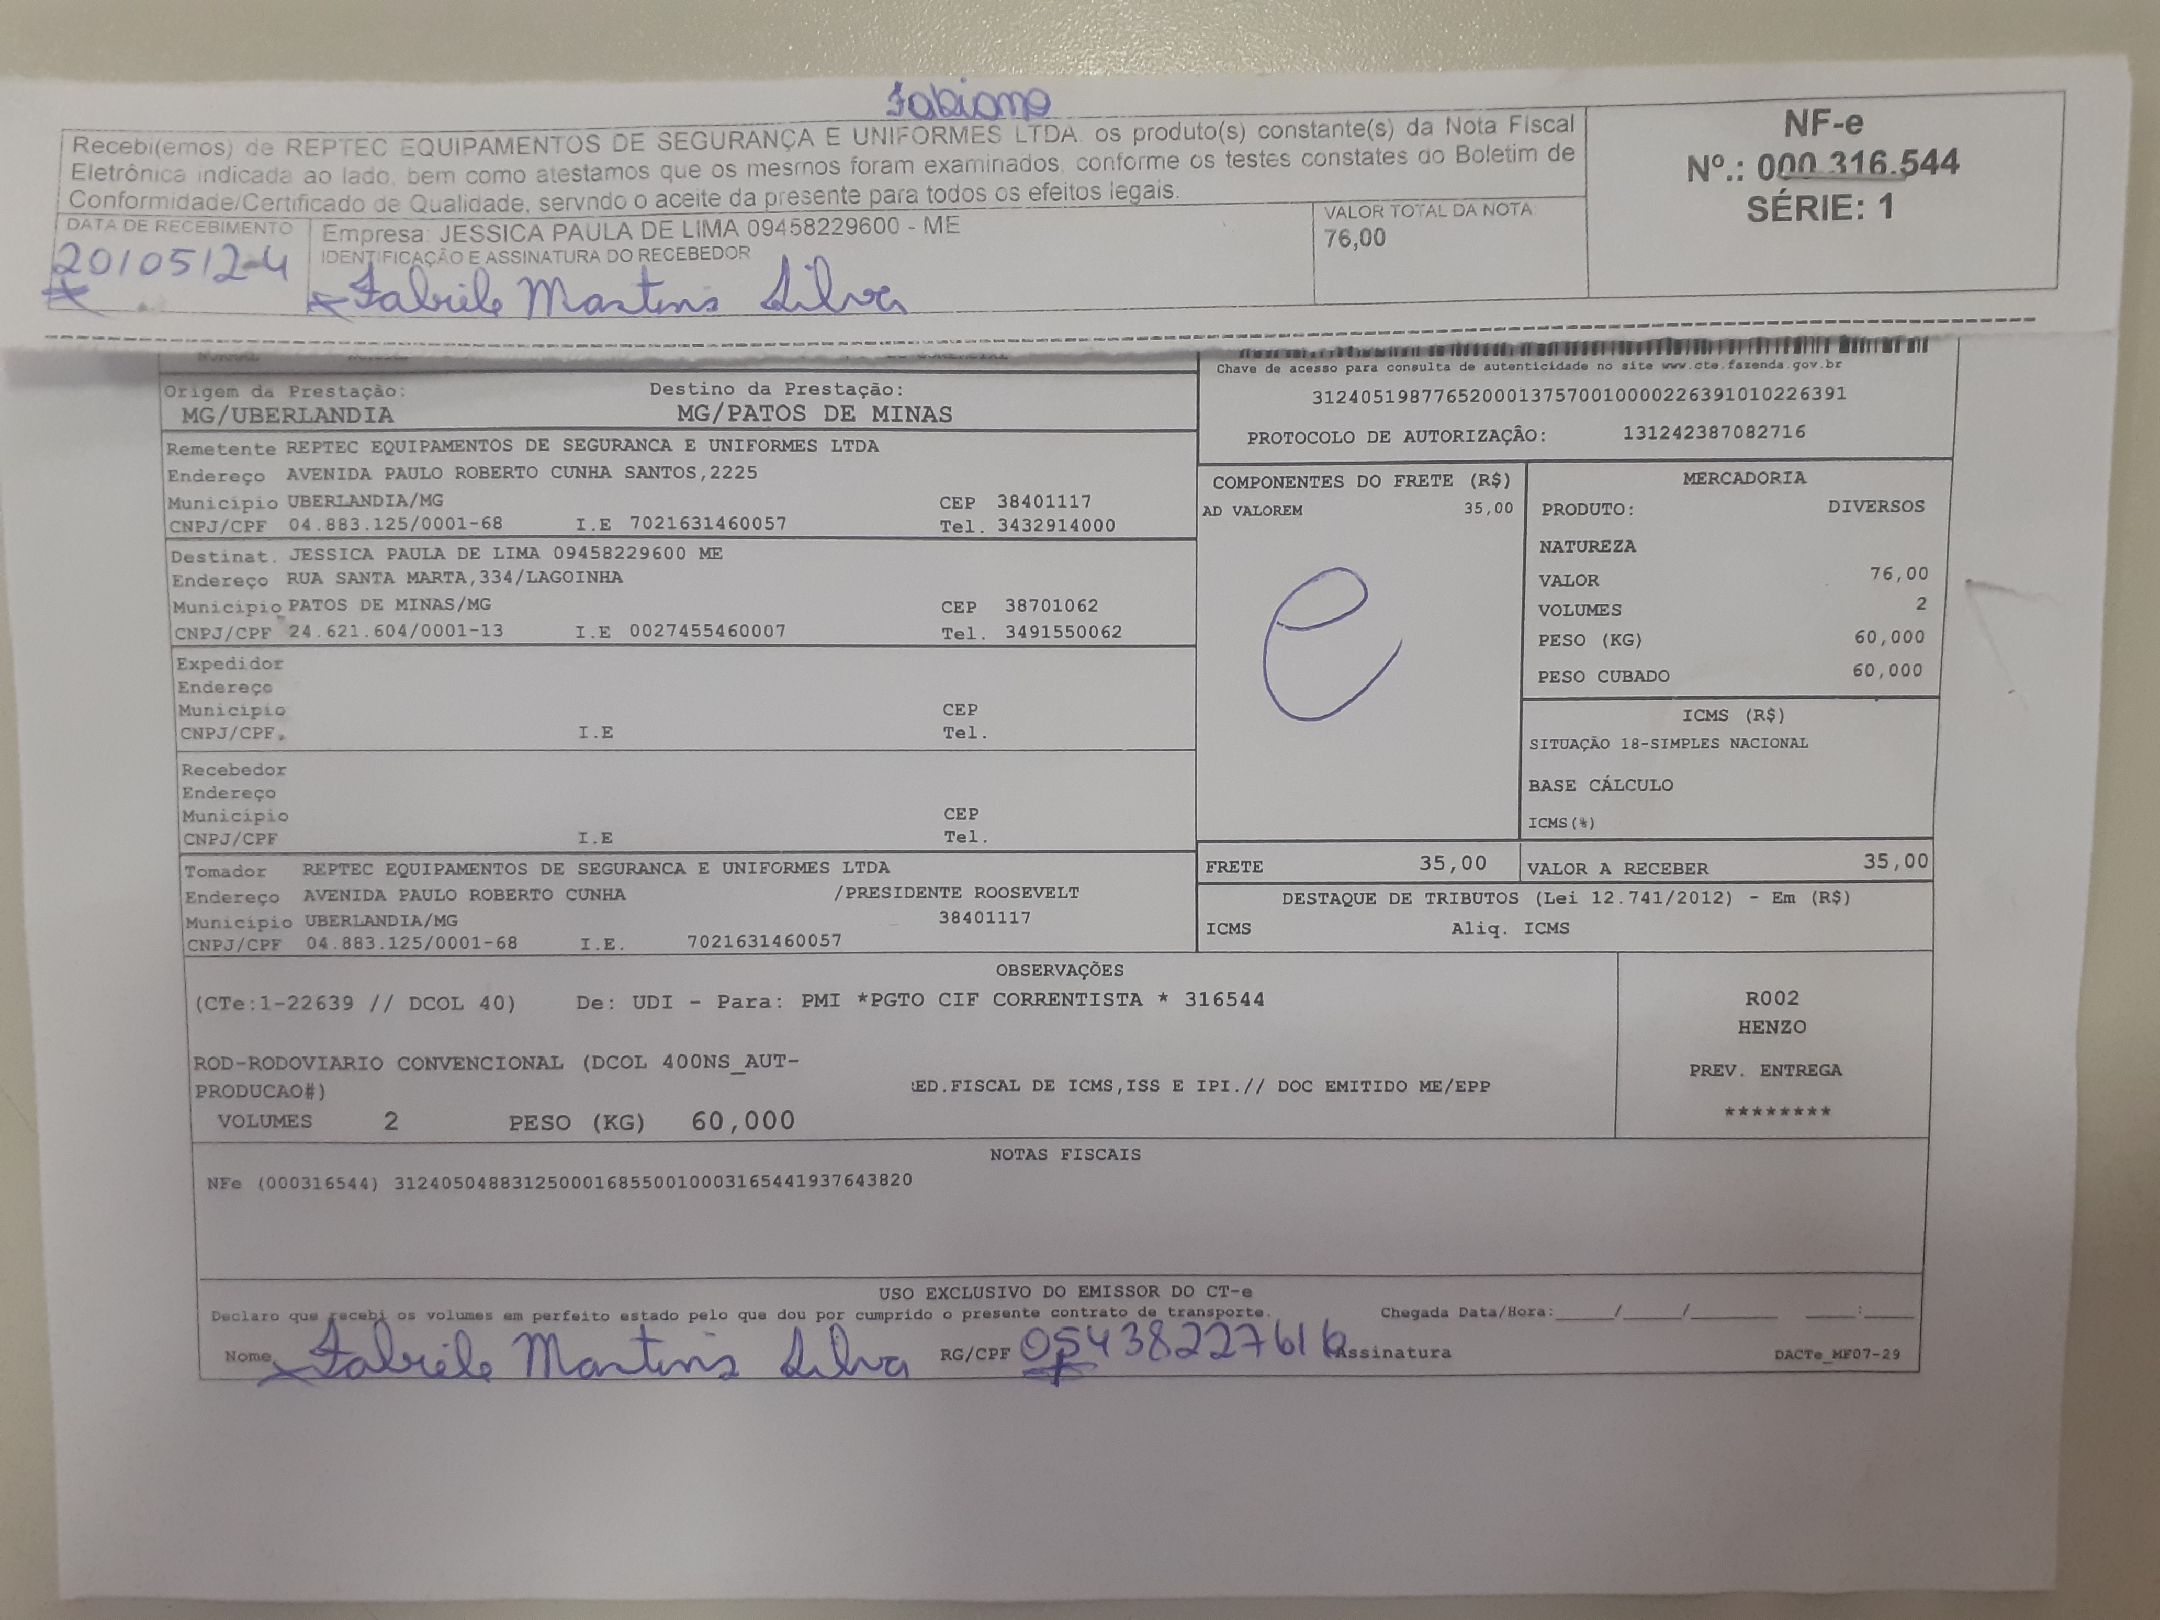 Fabiano
Recebi(emos) de REPTEC EQUIPAMENTOS DE SEGURANÇA E UNIFORMES LTDA. os produto(s) constante(s) da Nota Fiscal
Eletrônica indicada ao lado, bem como atestamos que os mesmos foram examinados, conforme os testes constates do Boletim de
Conformidade/Certificado de Qualidade, servndo o aceite da presente para todos os efeitos legais.
NF-e
Nº.: 000.316.544
SÉRIE: 1
DATA DE RECEBIMENTO
Empresa: JESSICA PAULA DE LIMA 09458229600 - ME
VALOR TOTAL DA NOTA
76,00
IDENTIFICAÇÃO E ASSINATURA DO RECEBEDOR
Martins Silva
Chave de acesso para consulta de autenticidade no site www.cte.fazenda.gov.br
31240519877652000137570010000226391010226391
PROTOCOLO DE AUTORIZAÇÃO: 131242387082716
Origem da Prestação: Destino da Prestação:
MG/UBERLANDIA MG/PATOS DE MINAS
Remetente REPTEC EQUIPAMENTOS DE SEGURANCA E UNIFORMES LTDA
Endereço AVENIDA PAULO ROBERTO CUNHA SANTOS,2225
Município UBERLANDIA/MG CEP 38401117
CNPJ/CPF 04.883.125/0001-68 I.E 7021631460057 Tel. 3432914000
Destinat. JESSICA PAULA DE LIMA 09458229600 ME
Endereço RUA SANTA MARTA,334/LAGOINHA
Município PATOS DE MINAS/MG CEP 38701062
CNPJ/CPF 24.621.604/0001-13 I.E 0027455460007 Tel. 3491550062
Expedidor
Endereço
Município CEP
CNPJ/CPF. I.E Tel.
Recebedor
Endereço
Município CEP
CNPJ/CPF I.E Tel.
Tomador REPTEC EQUIPAMENTOS DE SEGURANCA E UNIFORMES LTDA
Endereço AVENIDA PAULO ROBERTO CUNHA /PRESIDENTE ROOSEVELT
Município UBERLANDIA/MG 38401117
CNPJ/CPF 04.883.125/0001-68 I.E. 7021631460057
COMPONENTES DO FRETE (R$)
AD VALOREM 35,00
e
MERCADORIA
PRODUTO: DIVERSOS
NATUREZA
VALOR 76,00
VOLUMES 2
PESO (KG) 60,000
PESO CUBADO 60,000
ICMS (R$)
SITUAÇÃO 18-SIMPLES NACIONAL
BASE CÁLCULO
ICMS(%)
FRETE 35,00 VALOR A RECEBER 35,00
DESTAQUE DE TRIBUTOS (Lei 12.741/2012) - Em (R$)
ICMS Aliq. ICMS
OBSERVAÇÕES
(CTe:1-22639 // DCOL 40) De: UDI - Para: PMI *PGTO CIF CORRENTISTA * 316544
ROD-RODOVIARIO CONVENCIONAL (DCOL 400NS_AUT-
PRODUCAO#) ED.FISCAL DE ICMS,ISS E IPI.// DOC EMITIDO ME/EPP
VOLUMES 2 PESO (KG) 60,000
R002
HENZO
PREV. ENTREGA
********
NOTAS FISCAIS
NFe (000316544) 31240504883125000168550010003165441937643820
USO EXCLUSIVO DO EMISSOR DO CT-e
Declaro que recebi os volumes em perfeito estado pelo que dou por cumprido o presente contrato de transporte. Chegada Data/Hora:____/____/______ ____:____
Nome Martins Silva RG/CPF Assinatura DACTe_MF07-29